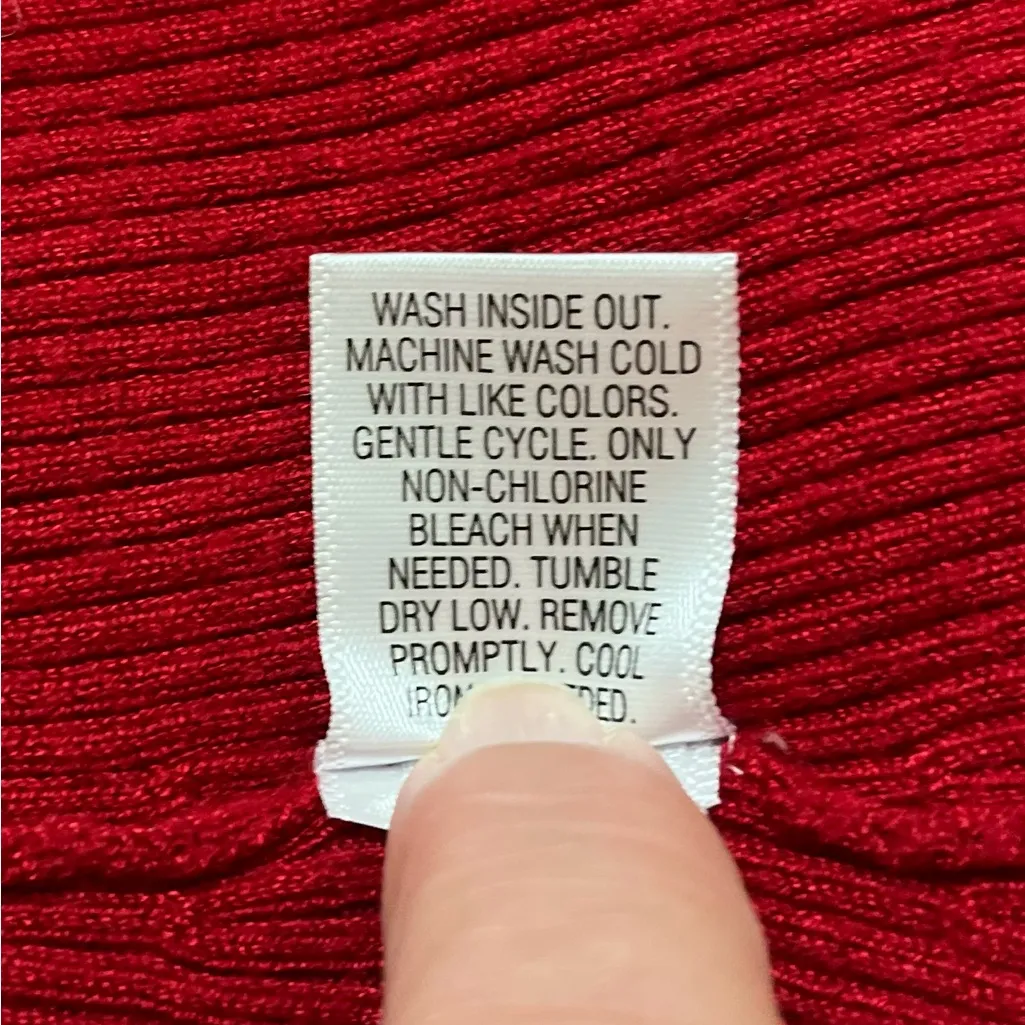 WASH INSIDE OUT.
MACHINE WASH COLD
WITH LIKE COLORS.
GENTLE CYCLE. ONLY
NON-CHLORINE
BLEACH WHEN
NEEDED. TUMBLE
DRY LOW. REMOVE
PROMPTLY. COOL
IRON